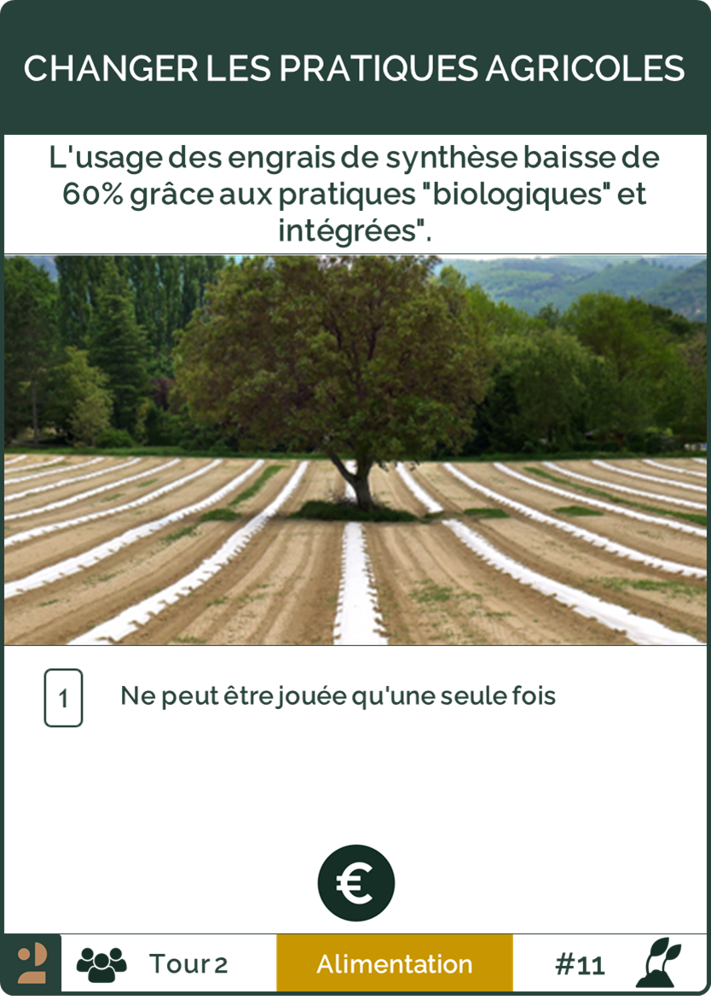 CHANGER LES PRATIQUES AGRICOLES
L'usage des engrais de synthèse baisse de
60% grâce aux pratiques "biologiques" et
intégrées".
1 Ne peut être jouée qu'une seule fois
€
Tour 2 Alimentation #11